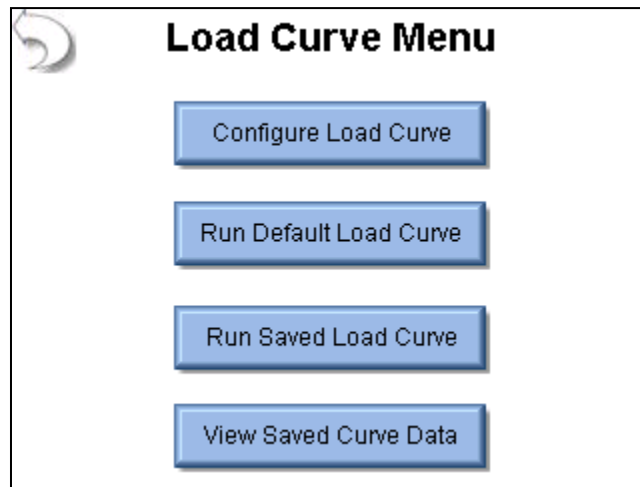 Load Curve Menu
Configure Load Curve
Run Default Load Curve
Run Saved Load Curve
View Saved Curve Data